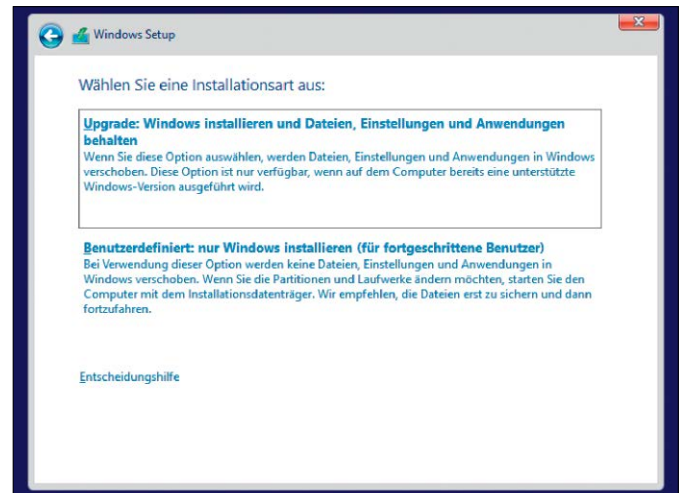 Windows Setup
Wählen Sie eine Installationsart aus:
Upgrade: Windows installieren und Dateien, Einstellungen und Anwendungen
behalten
Wenn Sie diese Option auswählen, werden Dateien, Einstellungen und Anwendungen in Windows
verschoben. Diese Option ist nur verfügbar, wenn auf dem Computer bereits eine unterstützte
Windows-Version ausgeführt wird.
Benutzerdefiniert: nur Windows installieren (für fortgeschrittene Benutzer)
Bei Verwendung dieser Option werden keine Dateien, Einstellungen und Anwendungen in
Windows verschoben. Wenn Sie die Partitionen und Laufwerke ändern möchten, starten Sie den
Computer mit dem Installationsdatenträger. Wir empfehlen, die Dateien erst zu sichern und dann
fortzufahren.
Entscheidungshilfe